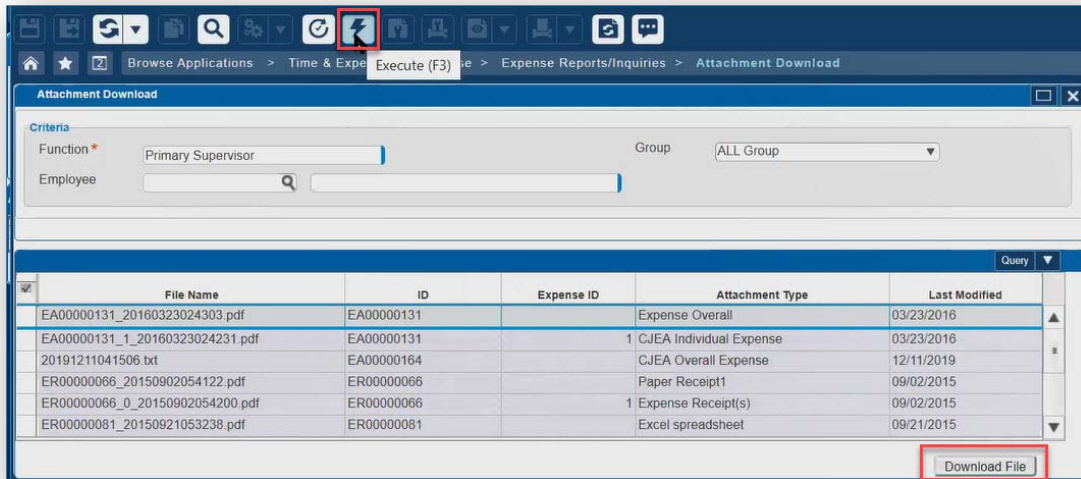 2 Browse Applications > Time & Expe se > Expense Reports/Inquiries > Attachment Download
Execute (F3)
Attachment Download
Criteria
Function * Primary Supervisor Group ALL Group
Employee
Query
File Name ID Expense ID Attachment Type Last Modified
EA00000131_20160323024303.pdf EA00000131 Expense Overall 03/23/2016
EA00000131_1_20160323024231.pdf EA00000131 1 CJEA Individual Expense 03/23/2016
20191211041506.txt EA00000164 CJEA Overall Expense 12/11/2019
ER00000066_20150902054122.pdf ER00000066 Paper Receipt1 09/02/2015
ER00000066_0_20150902054200.pdf ER00000066 1 Expense Receipt(s) 09/02/2015
ER00000081_20150921053238.pdf ER00000081 Excel spreadsheet 09/21/2015
Download File